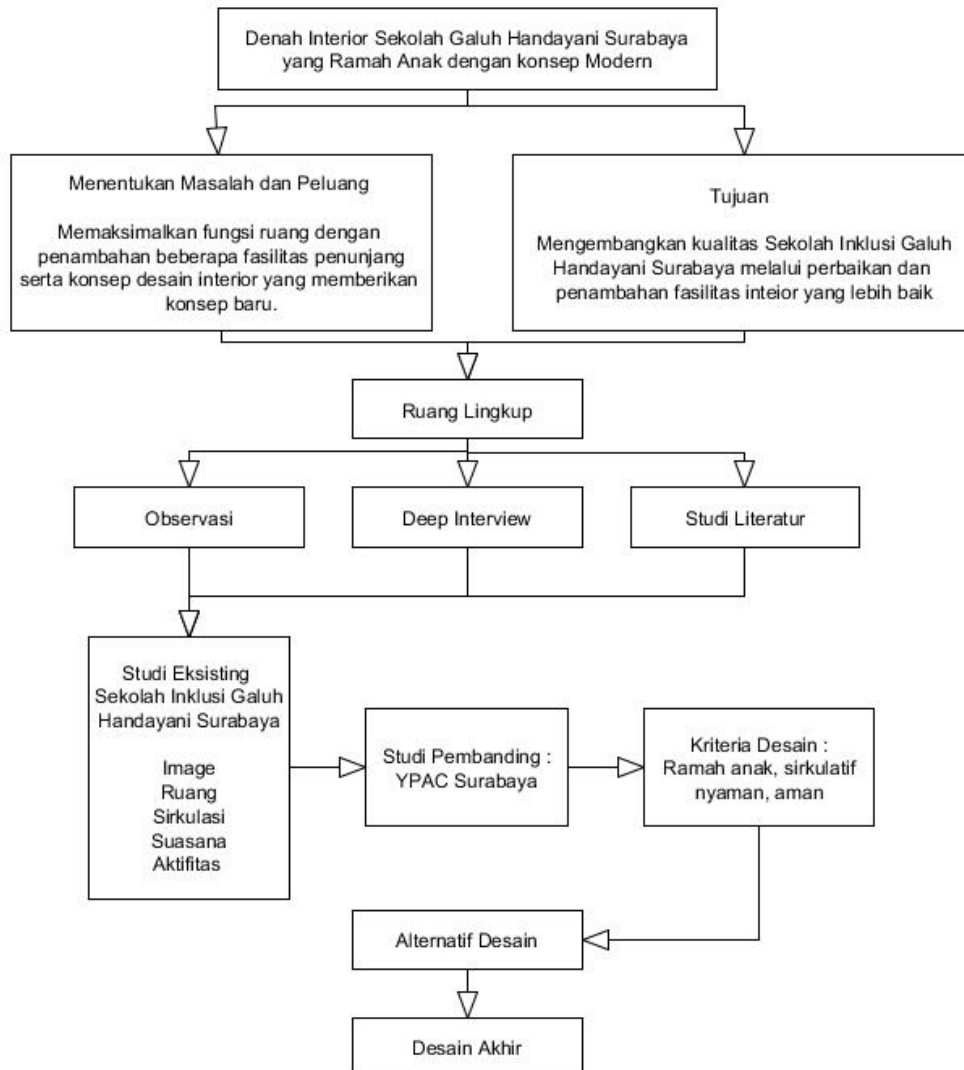 Denah Interior Sekolah Galuh Handayani Surabaya
yang Ramah Anak dengan konsep Modern
Menentukan Masalah dan Peluang
Memaksimalkan fungsi ruang dengan
penambahan beberapa fasilitas penunjang
serta konsep desain interior yang memberikan
konsep baru.
Tujuan
Mengembangkan kualitas Sekolah Inklusi Galuh
Handayani Surabaya melalui perbaikan dan
penambahan fasilitas inteior yang lebih baik
Ruang Lingkup
Observasi
Deep Interview
Studi Literatur
Studi Eksisting
Sekolah Inklusi Galuh
Handayani Surabaya
Image
Ruang
Sirkulasi
Suasana
Aktifitas
Studi Pembanding :
YPAC Surabaya
Kriteria Desain :
Ramah anak, sirkulatif
nyaman, aman
Alternatif Desain
Desain Akhir